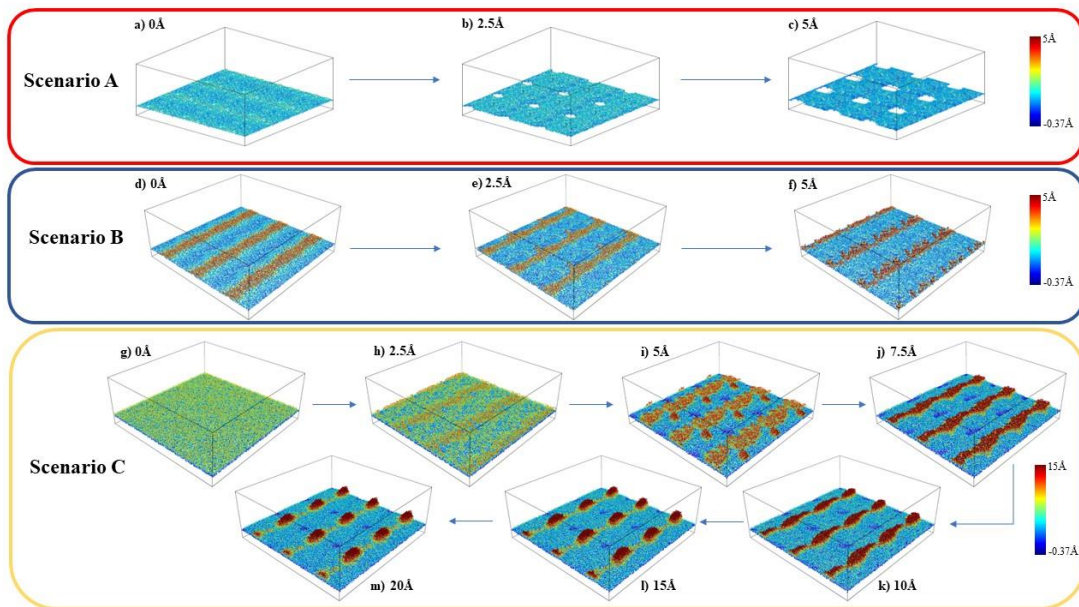 a) 0Å
b) 2.5Å
c) 5Å
Scenario A
5Å
-0.37Å
d) 0Å
e) 2.5Å
f) 5Å
Scenario B
5Å
-0.37Å
g) 0Å
h) 2.5Å
i) 5Å
j) 7.5Å
Scenario C
15Å
-0.37Å
m) 20Å
l) 15Å
k) 10Å